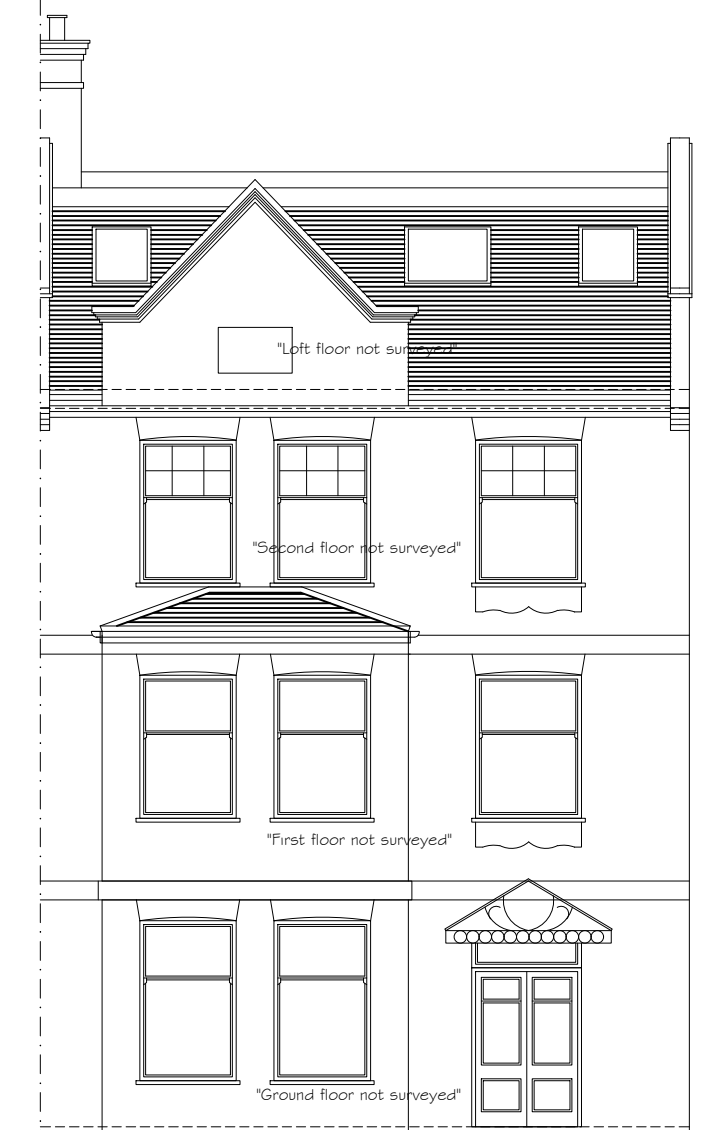 "Loft floor not surveyed"
"Second floor not surveyed"
"First floor not surveyed"
"Ground floor not surveyed"